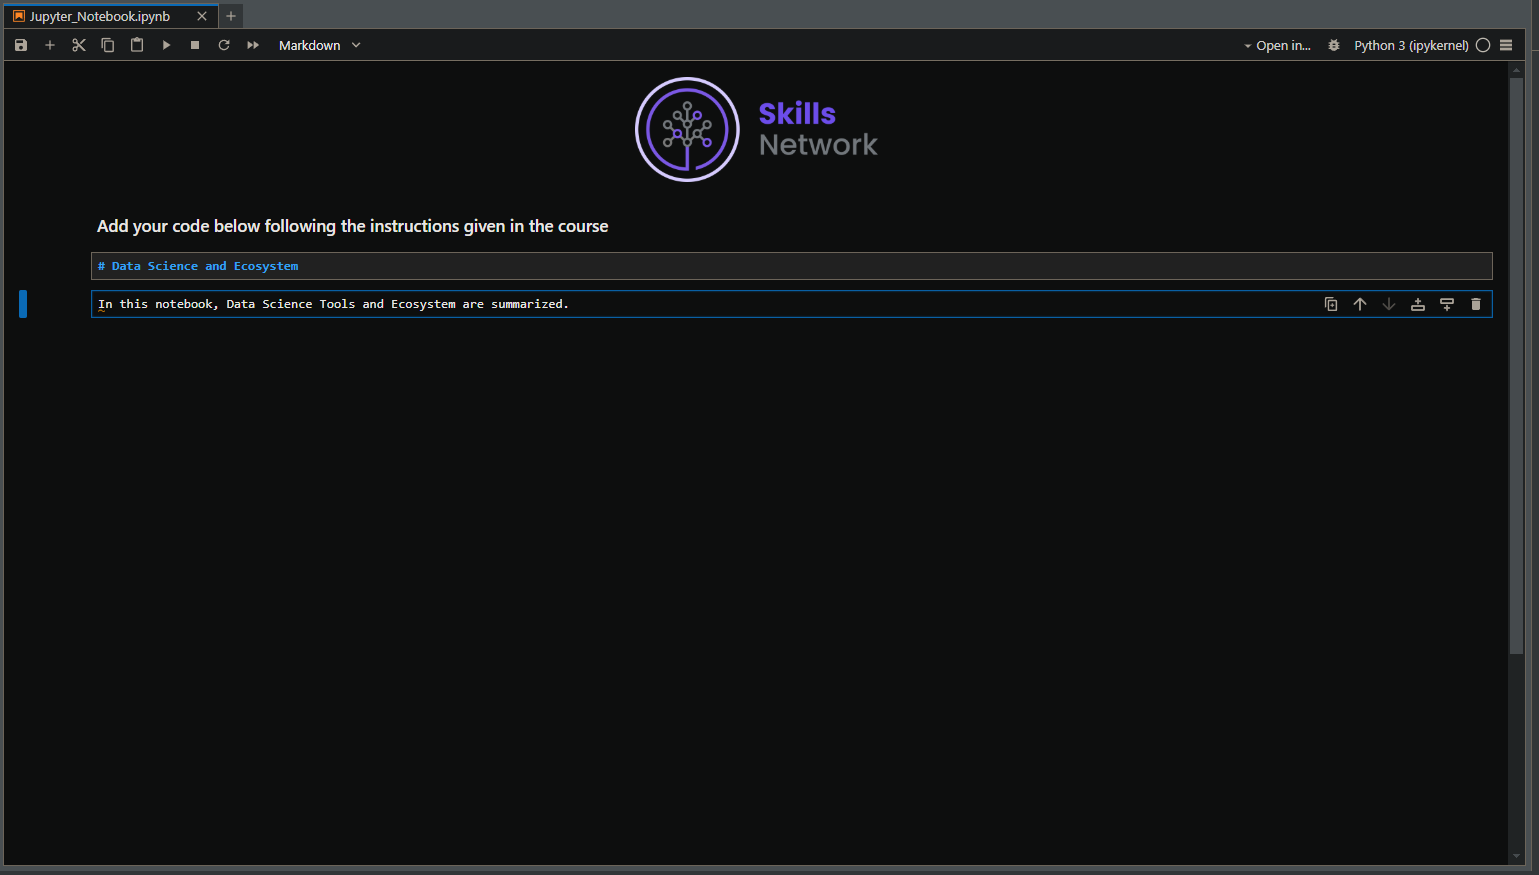 Jupyter_Notebook.ipynb
Markdown
Open in...
Python 3 (ipykernel)
Skills
Network
Add your code below following the instructions given in the course
# Data Science and Ecosystem
In this notebook, Data Science Tools and Ecosystem are summarized.